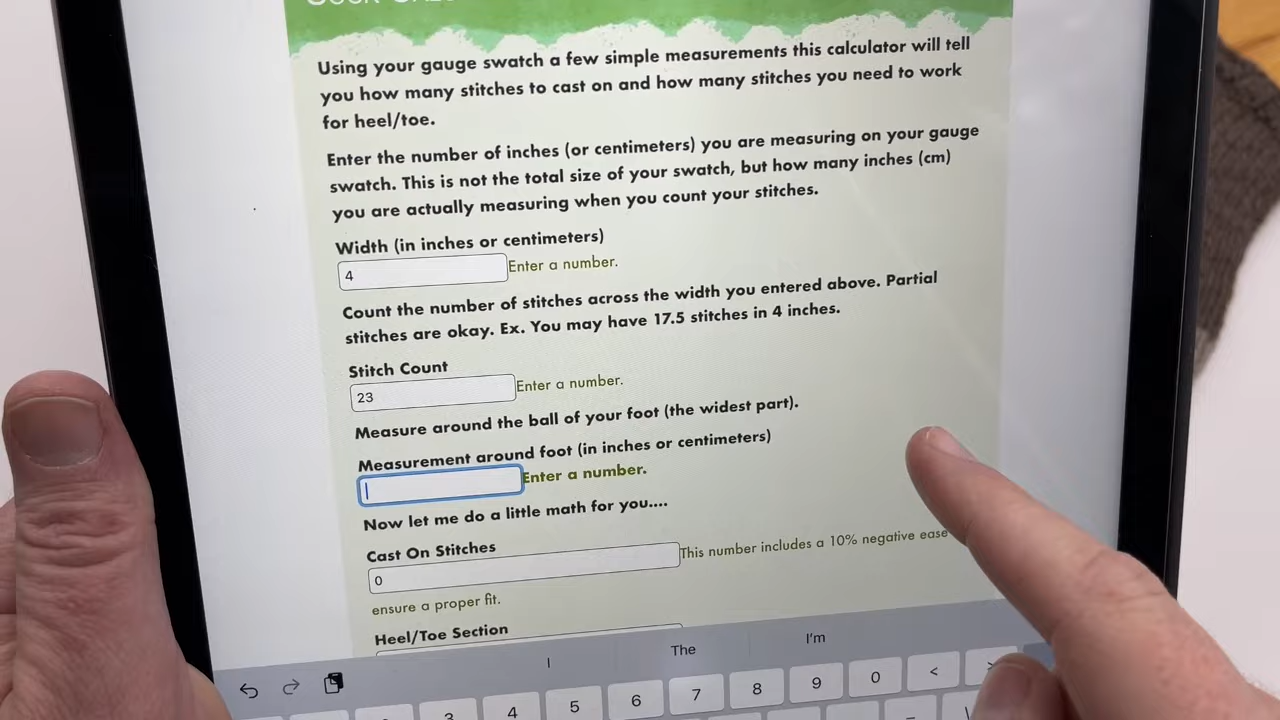 Using your gauge swatch a few simple measurements this calculator will tell
you how many stitches to cast on and how many stitches you need to work
for heel/toe.
Enter the number of inches (or centimeters) you are measuring on your gauge
swatch. This is not the total size of your swatch, but how many inches (cm)
you are actually measuring when you count your stitches.
Width (in inches or centimeters)
4 Enter a number.
Count the number of stitches across the width you entered above. Partial
stitches are okay. Ex. You may have 17.5 stitches in 4 inches.
Stitch Count
23 Enter a number.
Measure around the ball of your foot (the widest part).
Measurement around foot (in inches or centimeters)
Enter a number.
Now let me do a little math for you....
Cast On Stitches
0 This number includes a 10% negative ease
ensure a proper fit.
Heel/Toe Section
I The I'm
3 4 5 6 7 8 9 0 < >